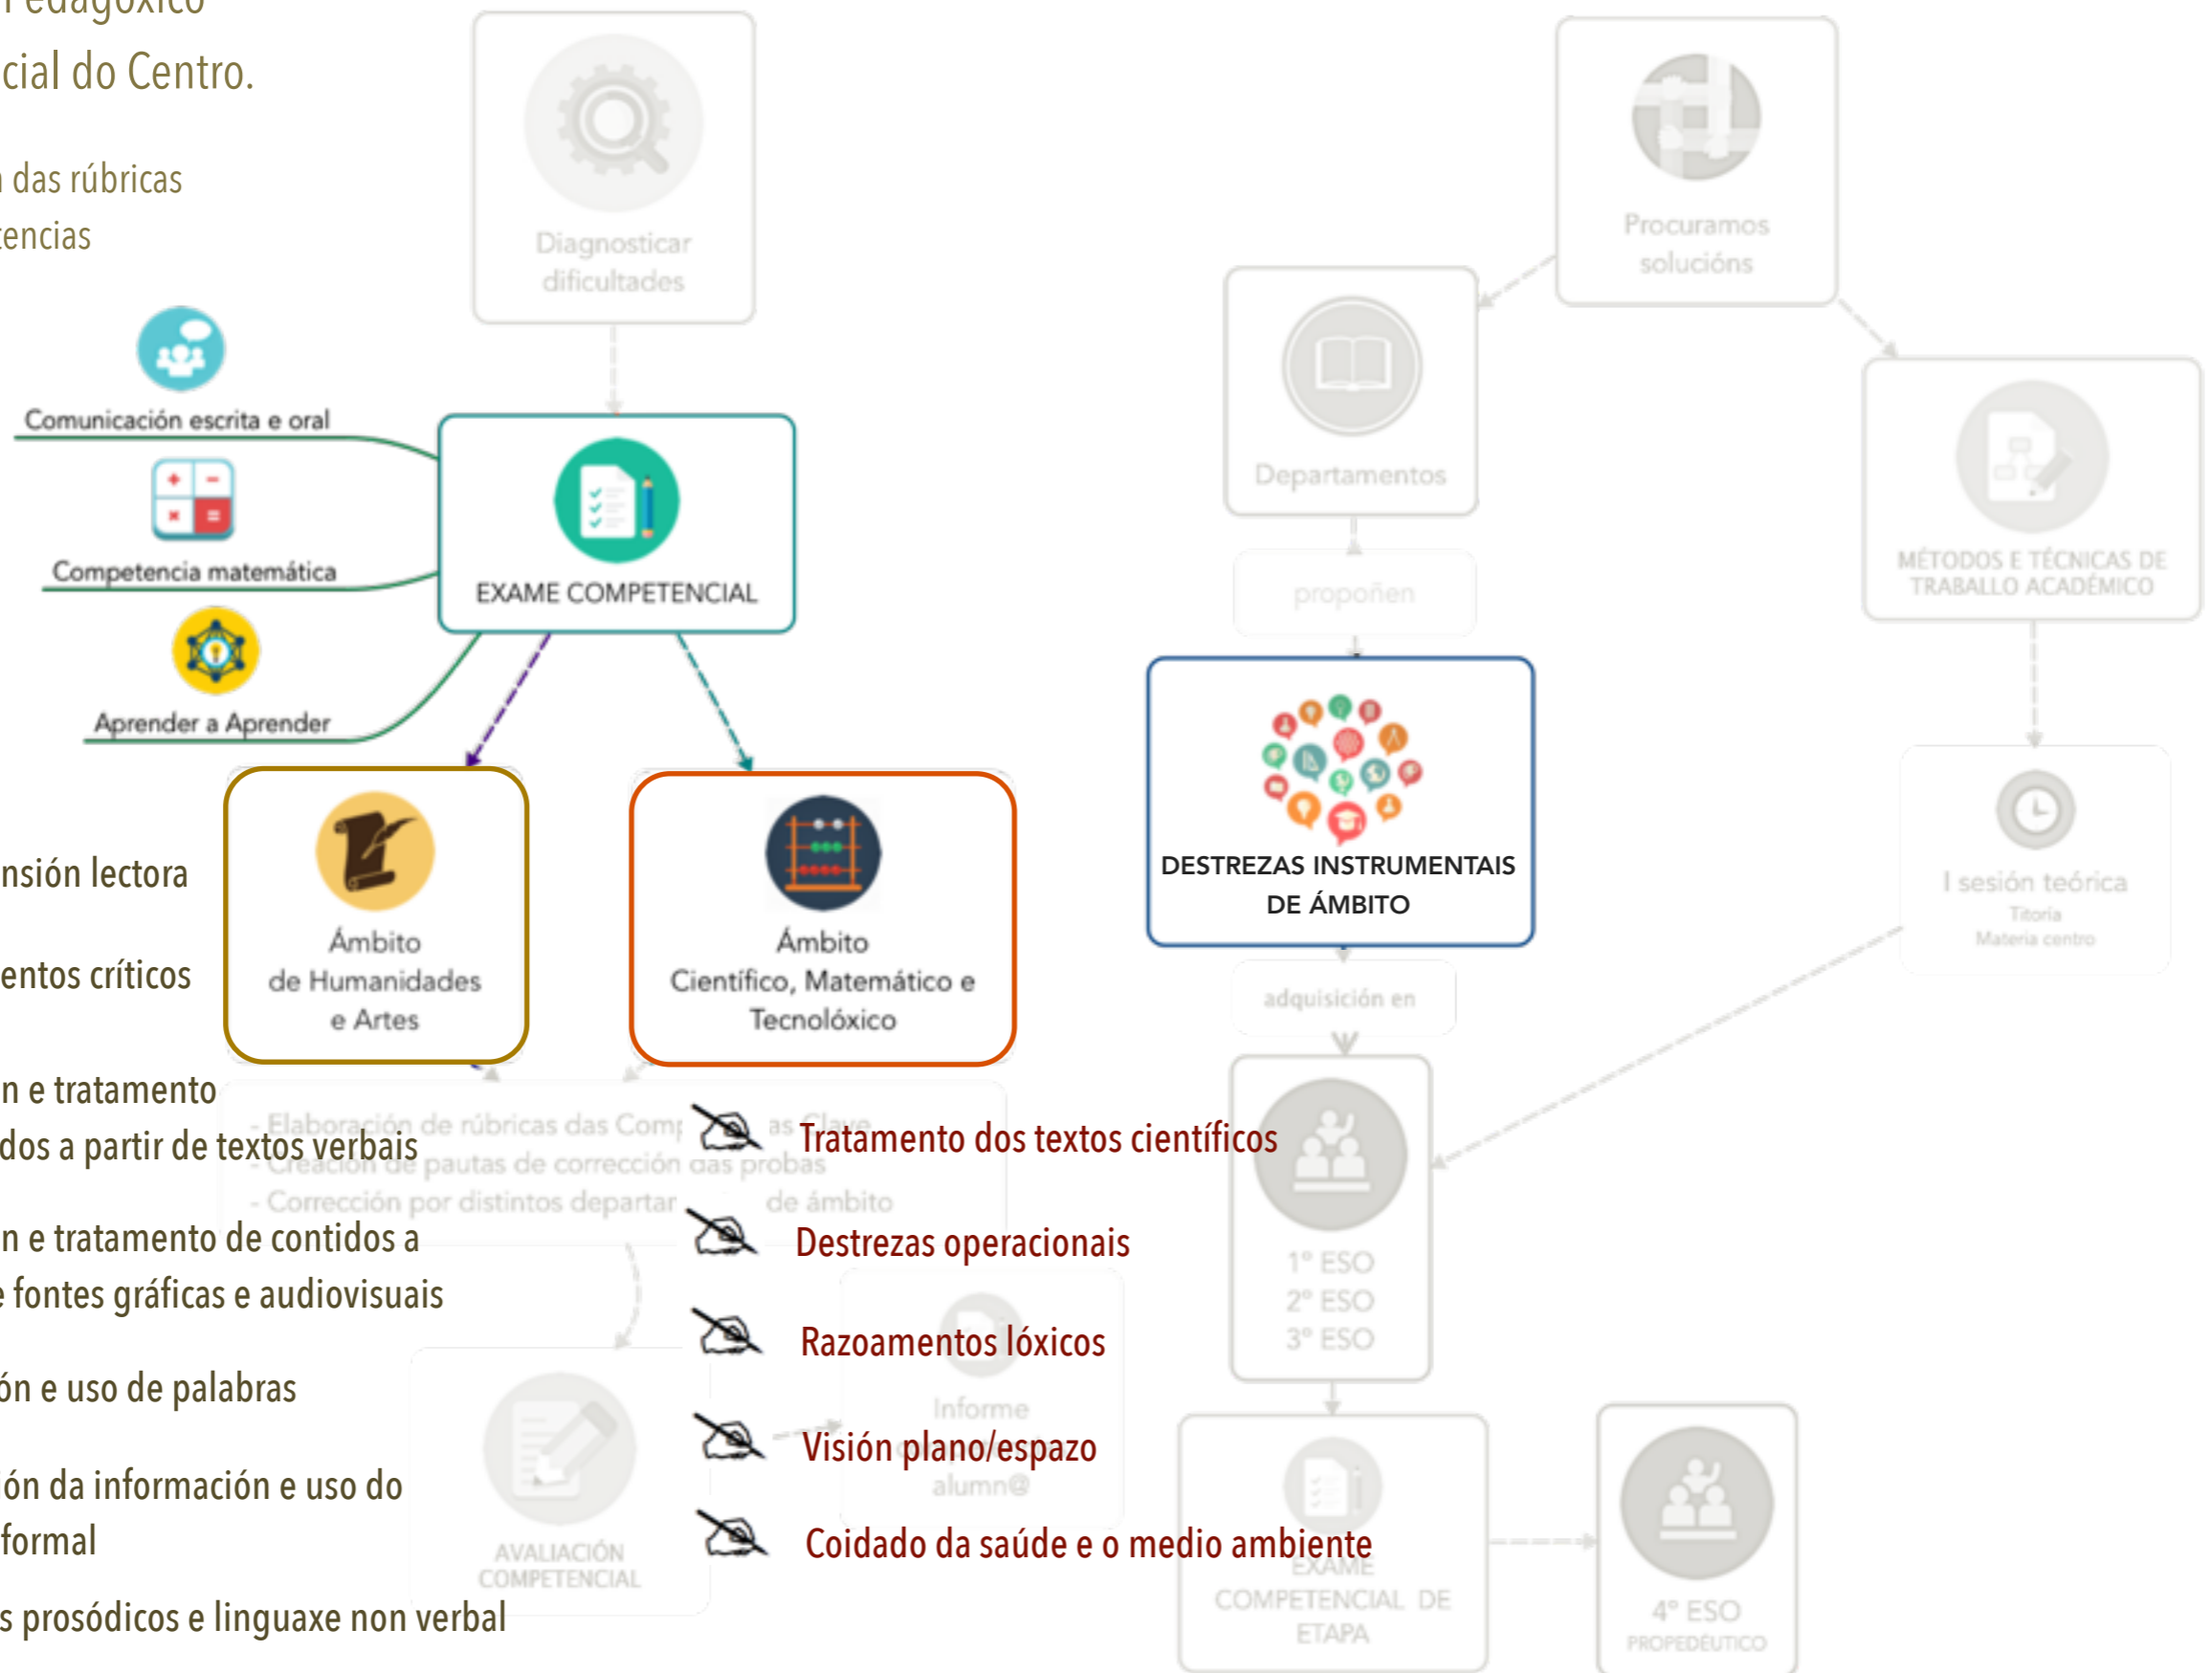 Pedagóxico
cial do Centro.
das rúbricas
tencias
Diagnosticar
dificultades
Comunicación escrita e oral
Competencia matemática
Aprender a Aprender
EXAME COMPETENCIAL
Ámbito
de Humanidades
e Artes
Ámbito
Científico, Matemático e
Tecnolóxico
nsión lectora
entos críticos
n e tratamento
dos a partir de textos verbais
n e tratamento de contidos a
e fontes gráficas e audiovisuais
ón e uso de palabras
ión da información e uso do
formal
s prosódicos e linguaxe non verbal
- Elaboración de rúbricas das Comp as Clave
- Creación de pautas de corrección das probas
- Corrección por distintos departa de ámbito
Tratamento dos textos científicos
Destrezas operacionais
Razoamentos lóxicos
Visión plano/espazo
Coidado da saúde e o medio ambiente
AVALIACIÓN
COMPETENCIAL
Informe
alumn@
Procuramos
solucións
Departamentos
propoñen
DESTREZAS INSTRUMENTAIS
DE ÁMBITO
adquisición en
1º ESO
2º ESO
3º ESO
EXAME
COMPETENCIAL DE
ETAPA
4º ESO
PROPEDÉUTICO
MÉTODOS E TÉCNICAS DE
TRABALLO ACADÉMICO
I sesión teórica
Titoría
Materia centro